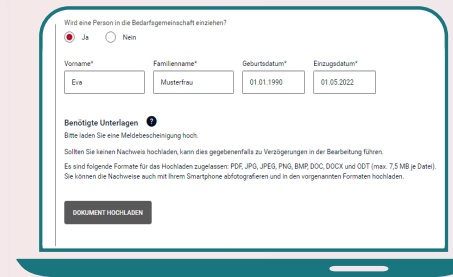 Wird eine Person in die Bedarfsgemeinschaft einziehen?
Ja Nein
Vorname* Familienname* Geburtsdatum* Einzugsdatum*
Eva Musterfrau 01.01.1990 01.05.2022
Benötigte Unterlagen ?
Bitte laden Sie eine Meldebescheinigung hoch.
Sollten Sie keinen Nachweis hochladen, kann dies gegebenenfalls zu Verzögerungen in der Bearbeitung führen.
Es sind folgende Formate für das Hochladen zugelassen: PDF, JPG, JPEG, PNG, BMP, DOC, DOCX und ODT (max. 7,5 MB je Datei).
Sie können die Nachweise auch mit Ihrem Smartphone abfotografieren und in den vorgenannten Formaten hochladen.
DOKUMENT HOCHLADEN